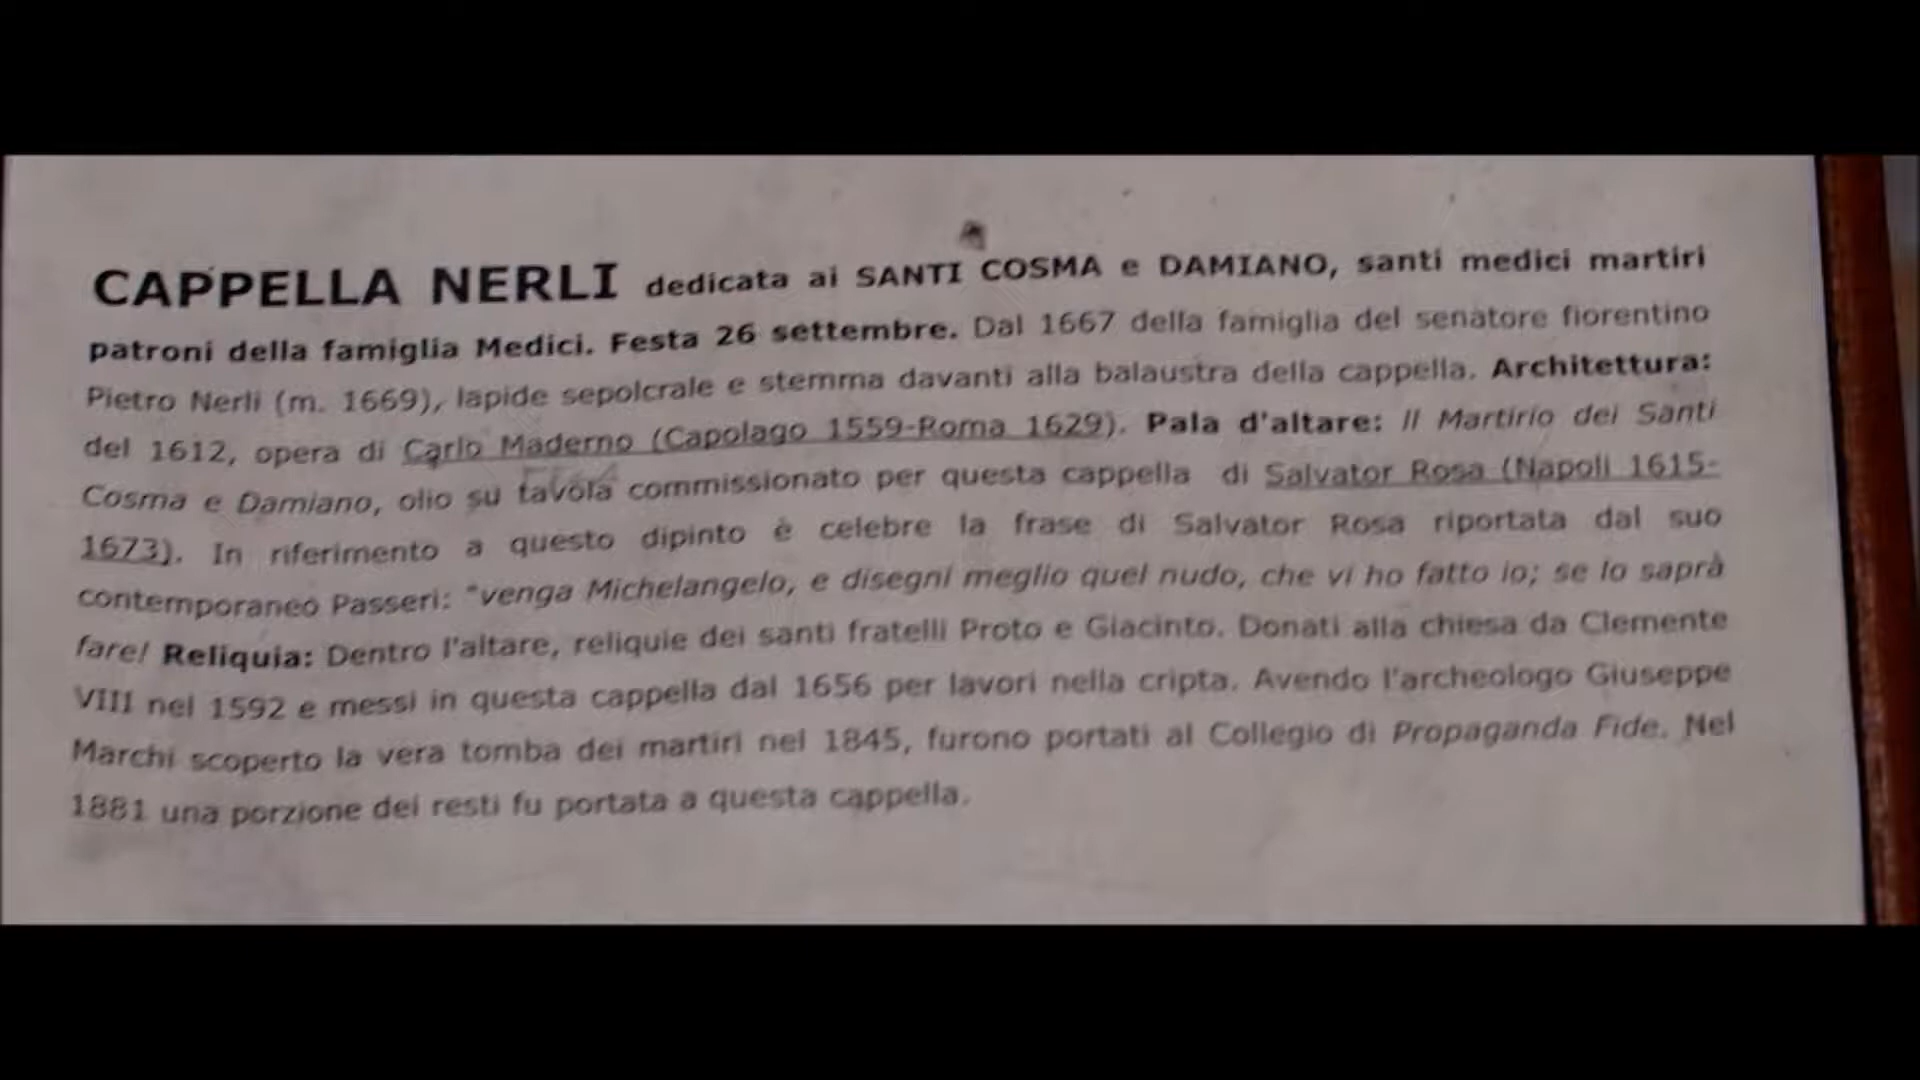 CAPPELLA NERLI dedicata ai SANTI COSMA e DAMIANO, santi medici martiri
patroni della famiglia Medici. Festa 26 settembre. Dal 1667 della famiglia del senatore fiorentino
Pietro Nerli (m. 1669), lapide sepolcrale e stemma davanti alla balaustra della cappella. Architettura:
del 1612, opera di Carlo Maderno (Capolago 1559-Roma 1629). Pala d'altare: Il Martirio dei Santi
Cosma e Damiano, olio su tavola commissionato per questa cappella di Salvator Rosa (Napoli 1615-
1673). In riferimento a questo dipinto è celebre la frase di Salvator Rosa riportata dal suo
contemporaneo Passeri: "venga Michelangelo, e disegni meglio quel nudo, che vi ho fatto io; se lo saprà
fare! Reliquia: Dentro l'altare, reliquie dei santi fratelli Proto e Giacinto. Donati alla chiesa da Clemente
VIII nel 1592 e messi in questa cappella dal 1656 per lavori nella cripta. Avendo l'archeologo Giuseppe
Marchi scoperto la vera tomba dei martiri nel 1845, furono portati al Collegio di Propaganda Fide. Nel
1881 una porzione dei resti fu portata a questa cappella.